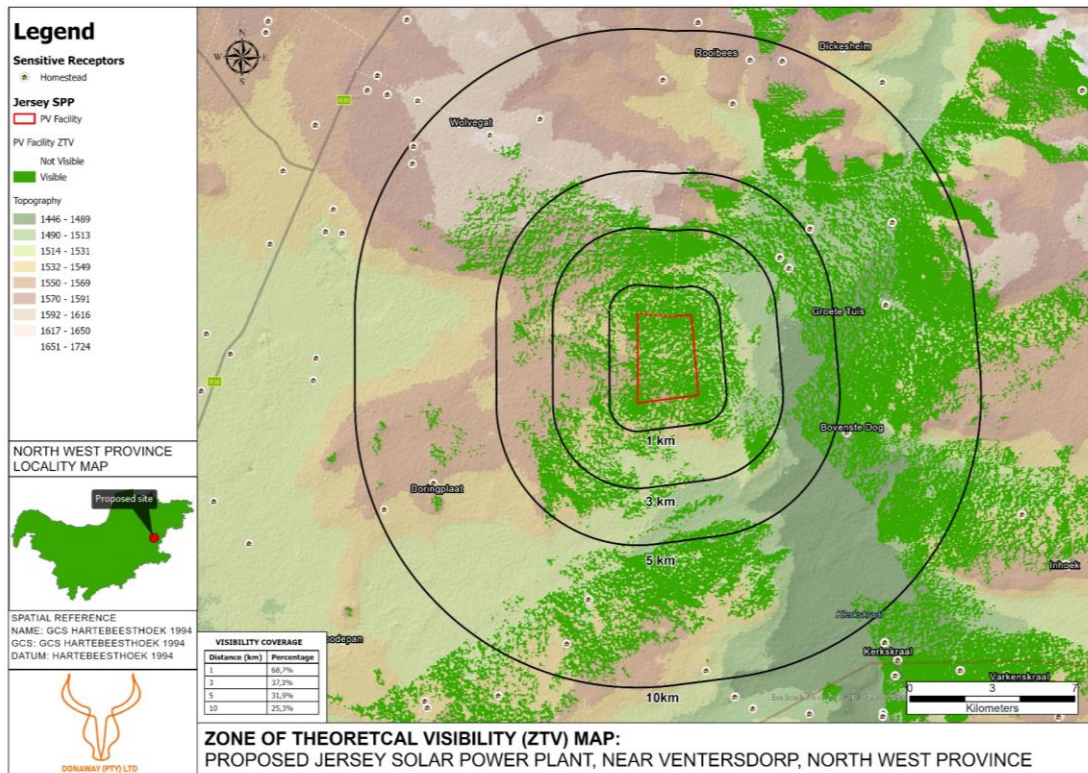 Legend
Sensitive Receptors
Homestead
Jersey SPP
PV Facility
PV Facility ZTV
Not Visible
Visible
Topography
1446 - 1489
1490 - 1513
1514 - 1531
1532 - 1549
1550 - 1569
1570 - 1591
1592 - 1616
1617 - 1650
1651 - 1724
NORTH WEST PROVINCE
LOCALITY MAP
Proposed site
SPATIAL REFERENCE
NAME: GCS HARTEBEESTHOEK 1994
GCS: GCS HARTEBEESTHOEK 1994
DATUM: HARTEBEESTHOEK 1994
DONAWAY (PTY) LTD
N
W E
S
Rooibees
Dickesheim
Wolvegat
Groete Tuis
Bovenste Oog
Doringplaat
1 km
3 km
5 km
10km
Inhoek
Kerkskraal
Varkenskraal
VISIBILITY COVERAGE
Distance (km) Percentage
1 68,7%
3 37,3%
5 31,9%
10 25,3%
0 3 7
Kilometers
ZONE OF THEORETCAL VISIBILITY (ZTV) MAP:
PROPOSED JERSEY SOLAR POWER PLANT, NEAR VENTERSDORP, NORTH WEST PROVINCE